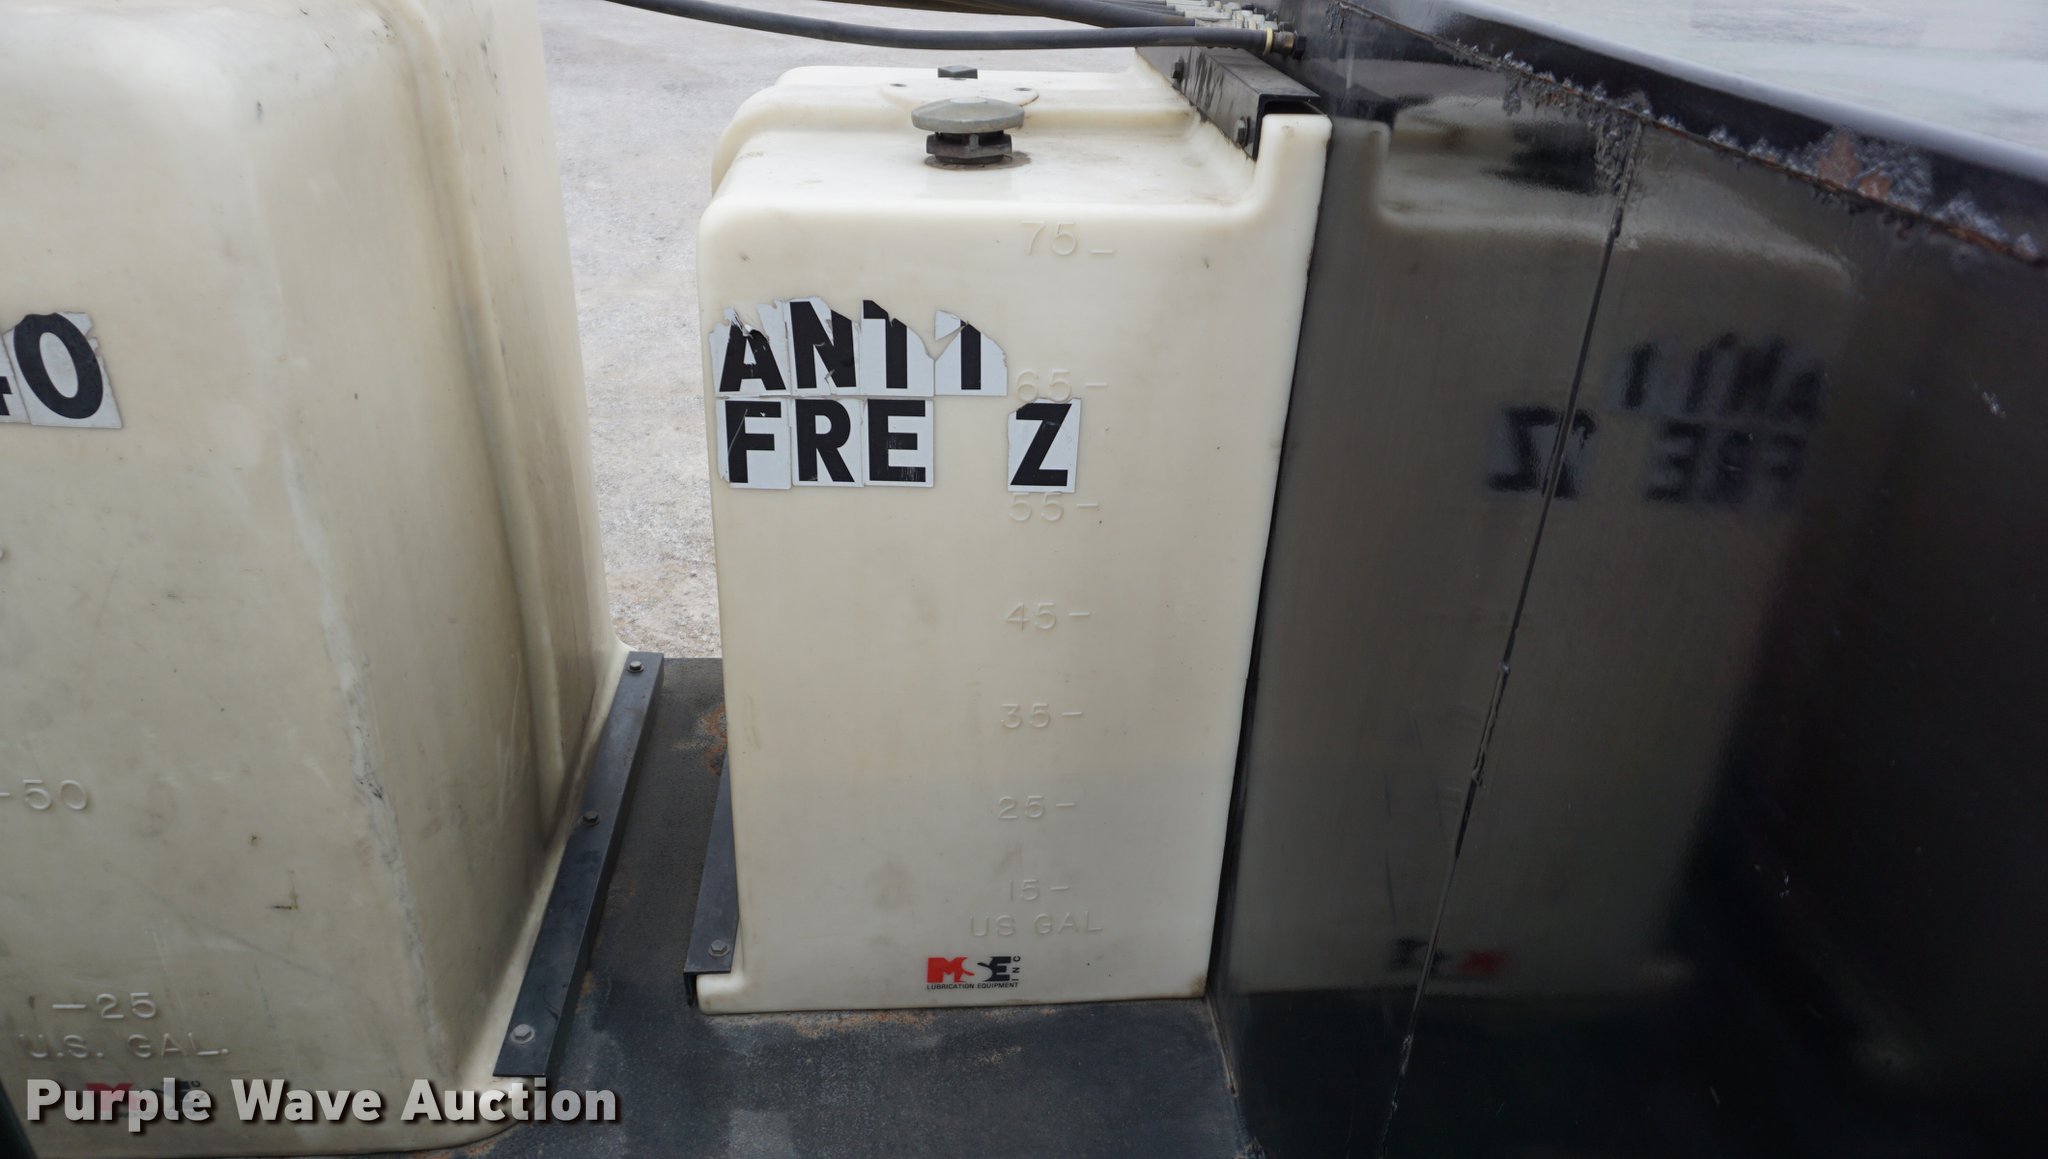 75-
ANTI
65-
FRE Z
55-
45-
35-
25-
15-
US GAL
MSE INC
LUBRICATION EQUIPMENT
40
-50
-25
U.S. GAL.
Purple Wave Auction